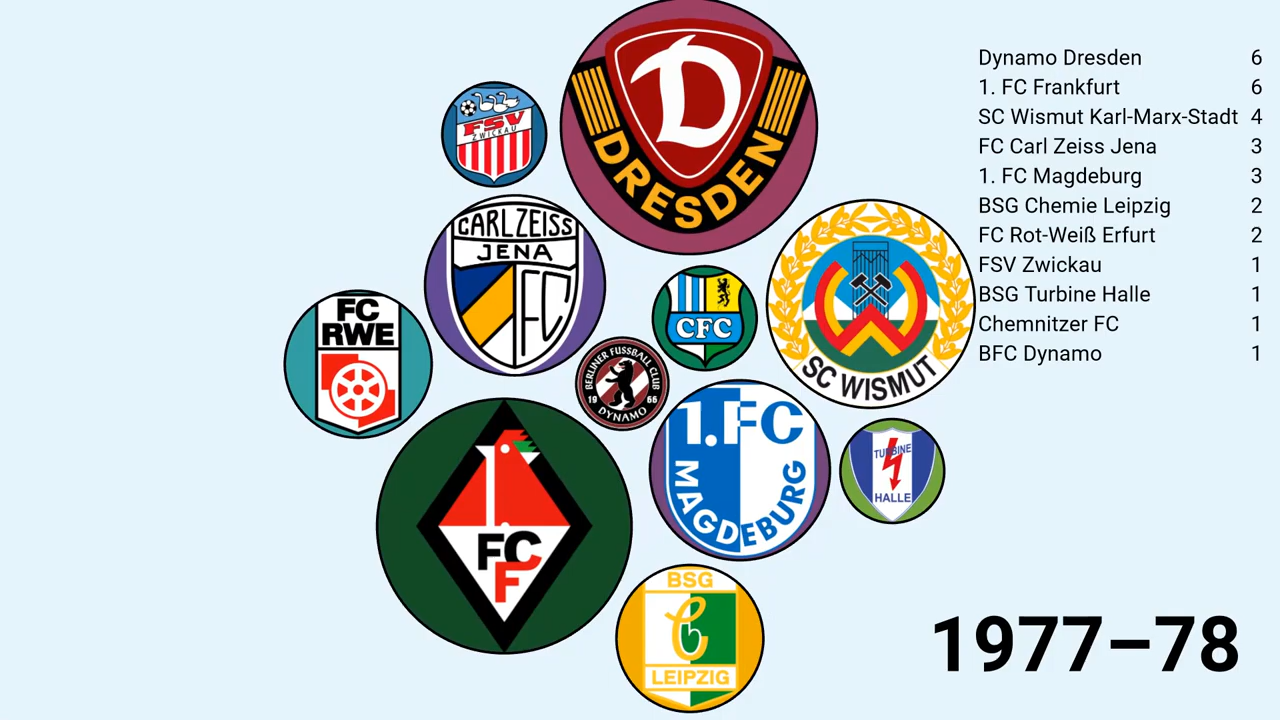 Dynamo Dresden 6
1. FC Frankfurt 6
SC Wismut Karl-Marx-Stadt 4
FC Carl Zeiss Jena 3
1. FC Magdeburg 3
BSG Chemie Leipzig 2
FC Rot-Weiß Erfurt 2
FSV Zwickau 1
BSG Turbine Halle 1
Chemnitzer FC 1
BFC Dynamo 1
1977–78
D
DRESDEN
FSV
ZWICKAU
CARL ZEISS
JENA
FC
FC
RWE
CFC
BERLINER FUSSBALL CLUB
19 66
DYNAMO
SC WISMUT
1.FC
MAGDEBURG
TURBINE
HALLE
FC
F
BSG
C
LEIPZIG